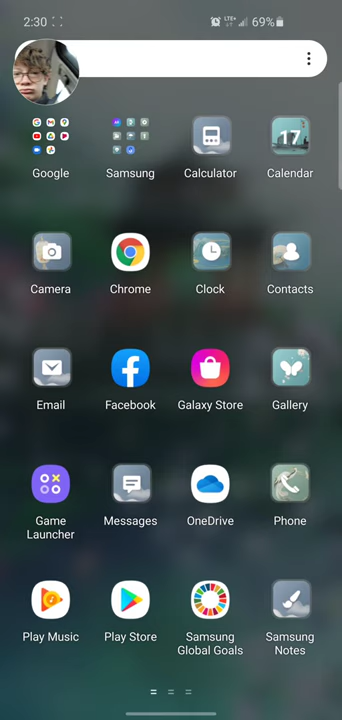 2:30
LTE+
69%
Google
Samsung
Calculator
17
Calendar
Camera
Chrome
Clock
Contacts
Email
Facebook
Galaxy Store
Gallery
Game
Launcher
Messages
OneDrive
Phone
Play Music
Play Store
Samsung
Global Goals
Samsung
Notes